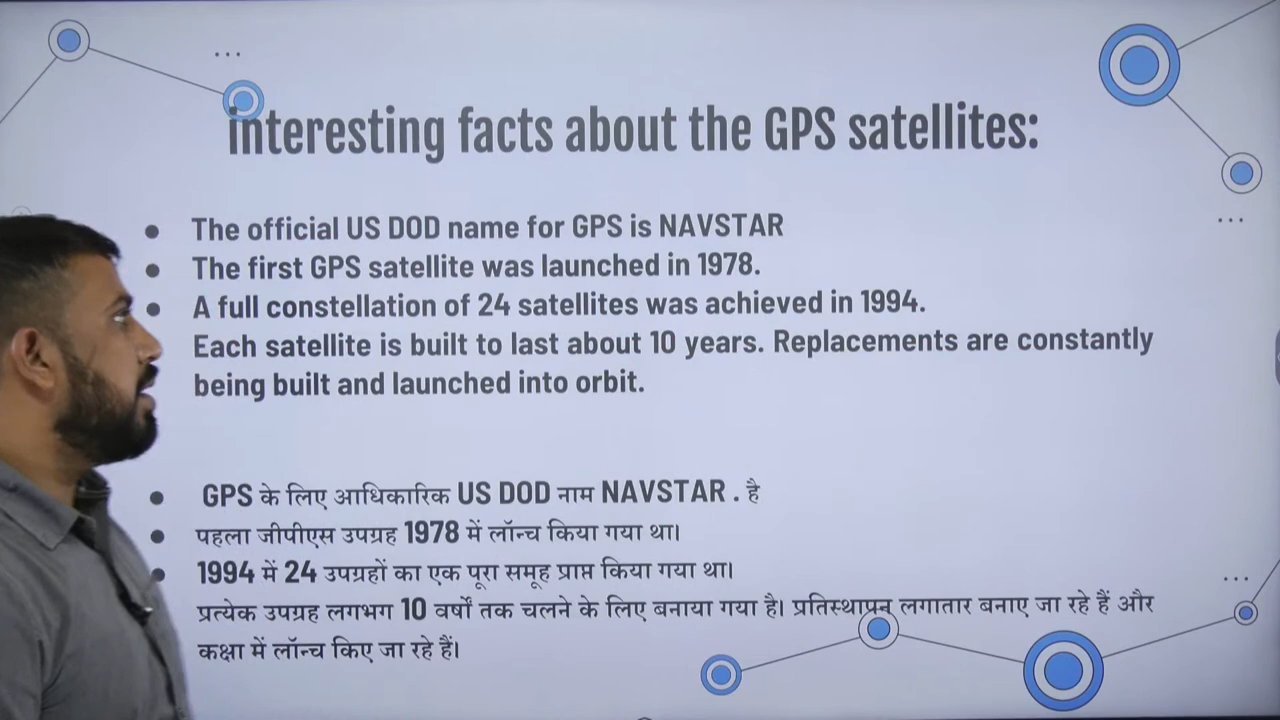 interesting facts about the GPS satellites:
● The official US DOD name for GPS is NAVSTAR
● The first GPS satellite was launched in 1978.
● A full constellation of 24 satellites was achieved in 1994.
Each satellite is built to last about 10 years. Replacements are constantly
being built and launched into orbit.
● GPS के लिए आधिकारिक US DOD नाम NAVSTAR . है
● पहला जीपीएस उपग्रह 1978 में लॉन्च किया गया था।
● 1994 में 24 उपग्रहों का एक पूरा समूह प्राप्त किया गया था।
प्रत्येक उपग्रह लगभग 10 वर्षों तक चलने के लिए बनाया गया है। प्रतिस्थापन लगातार बनाए जा रहे हैं और
कक्षा में लॉन्च किए जा रहे हैं।